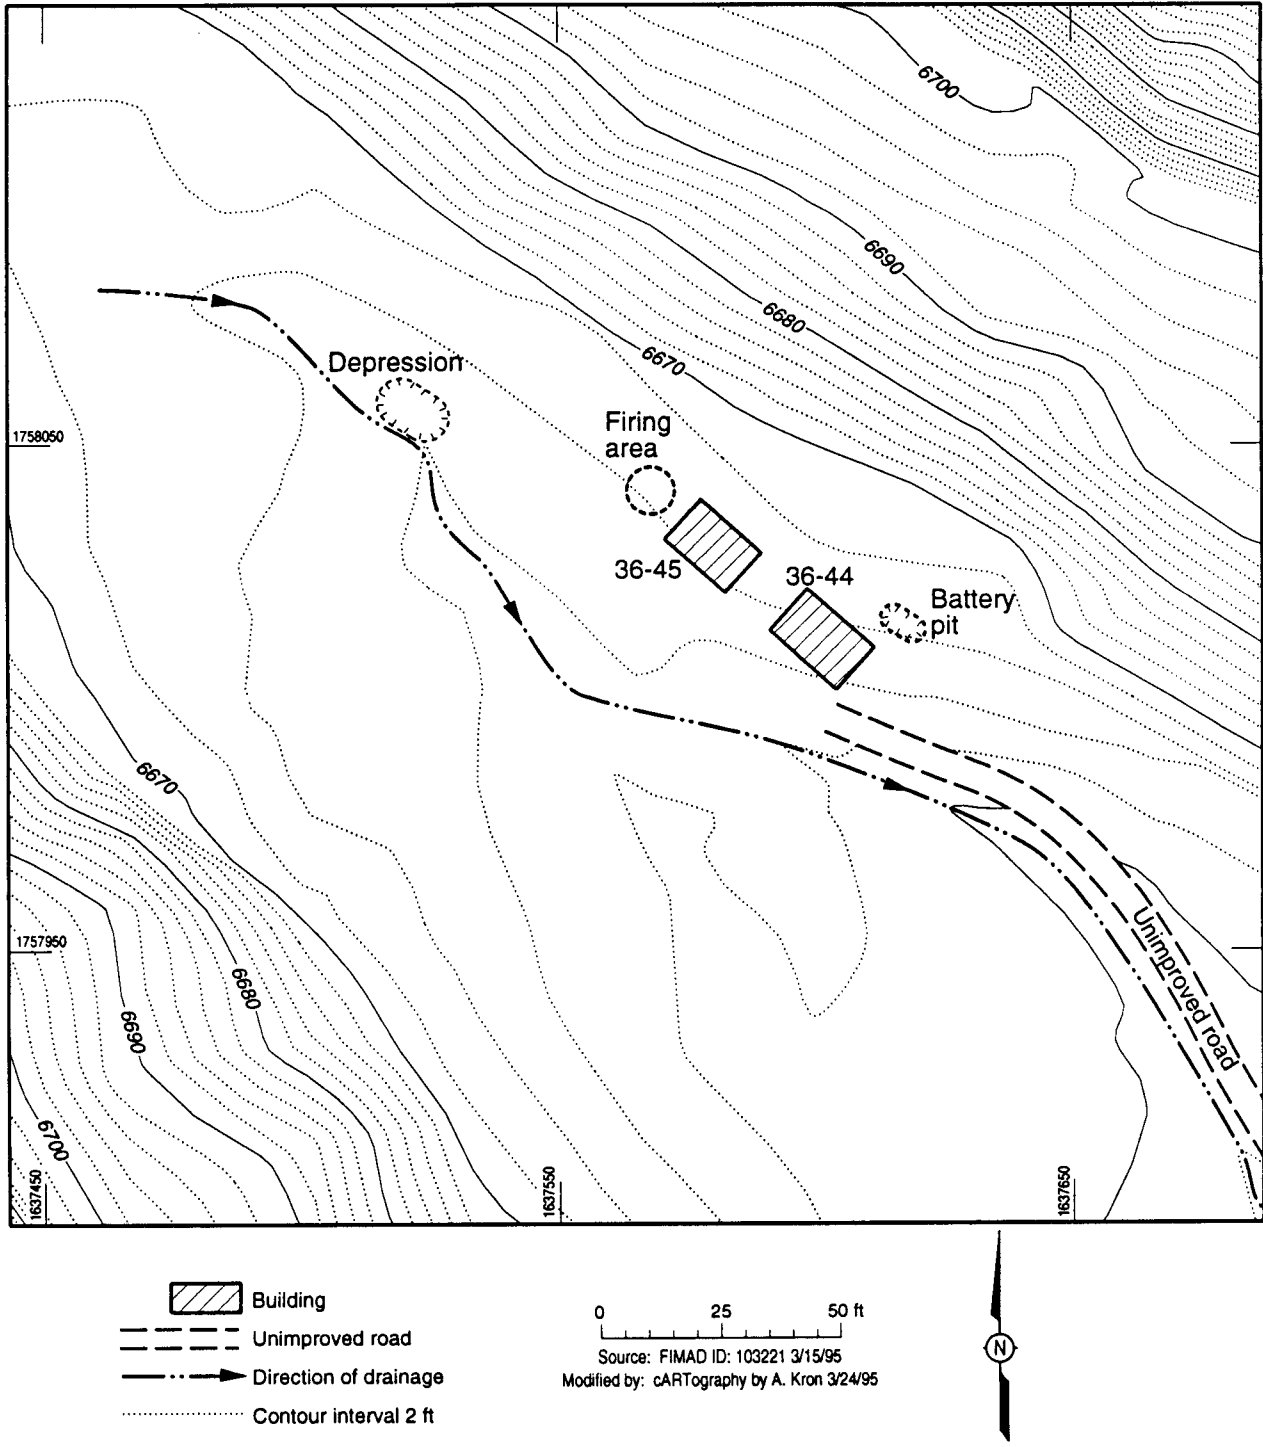 6700
6690
6680
6670
Depression
Firing
area
1758050
36-45
36-44
Battery
pit
6670
Unimproved road
1757950
6680
6690
6700
1637450
1637550
1637650
Building
Unimproved road
Direction of drainage
Contour interval 2 ft
0 25 50 ft
Source: FIMAD ID: 103221 3/15/95
Modified by: cARTography by A. Kron 3/24/95
N